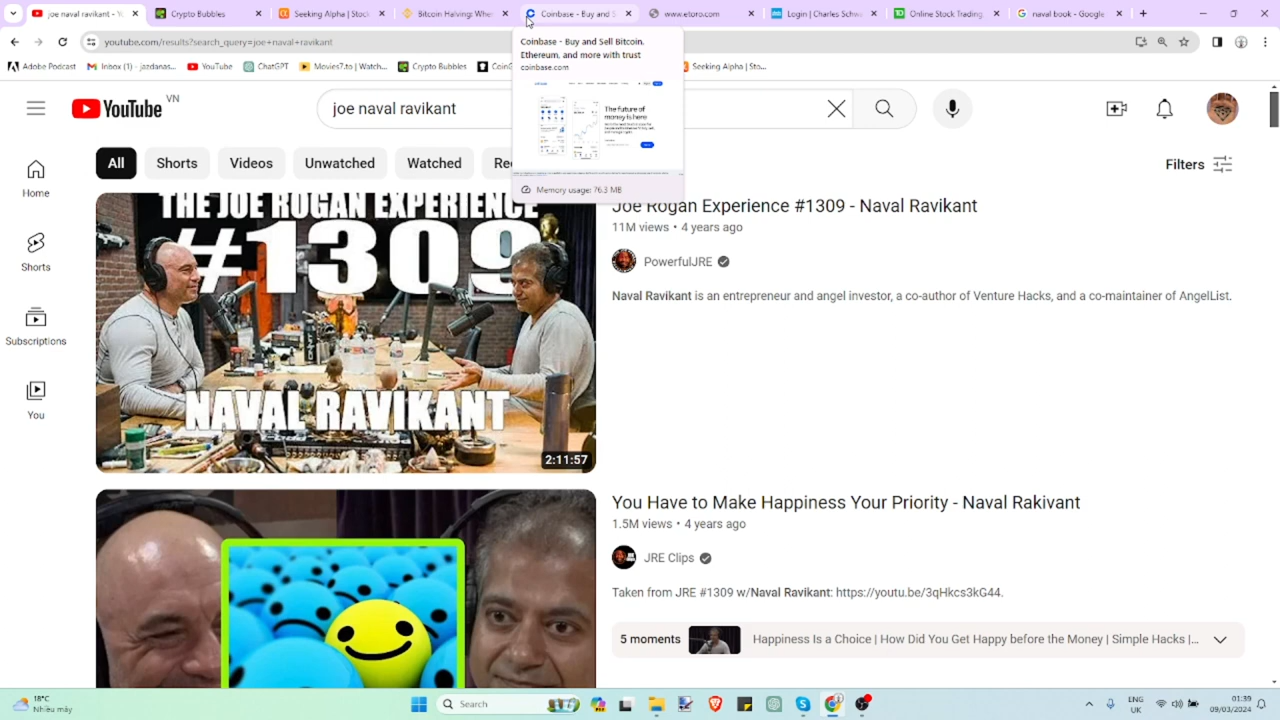 joe naval ravikant - Y
Crypto Bubbles
Seeking Alpha | Stock
Bitcoin Halving: Whe
Coinbase - Buy and S
www.etoro.com
Charles Schw
Online Stock
naval book - Google
youtube.com/results?search_query=joe+naval+ravikant
Adobe Podcast
Inbox (1) - jazdanas...
YouTube
ChatGPT
Movies7.to | Watch...
Crypto Bubbles
Seeking Alpha | Sto...
Coinbase - Buy and Sell Bitcoin,
Ethereum, and more with trust
coinbase.com
The future of
money is here
Memory usage: 76.3 MB
YouTube VN
joe naval ravikant
All
Shorts
Videos
Watched
Filters
Home
Shorts
Subscriptions
You
THE JOE ROGAN EXPERIENCE
#1309
NAVAL RAVIKANT
2:11:57
Joe Rogan Experience #1309 - Naval Ravikant
11M views • 4 years ago
PowerfulJRE
Naval Ravikant is an entrepreneur and angel investor, a co-author of Venture Hacks, and a co-maintainer of AngelList.
You Have to Make Happiness Your Priority - Naval Rakivant
1.5M views • 4 years ago
JRE Clips
Taken from JRE #1309 w/Naval Ravikant: https://youtu.be/3qHkcs3kG44.
5 moments
Happiness Is a Choice | How Did You Get Happy before the Money | Simple Hacks |...
18°C
Nhiều mây
Search
ENG
UK
01:39
09/03/2024